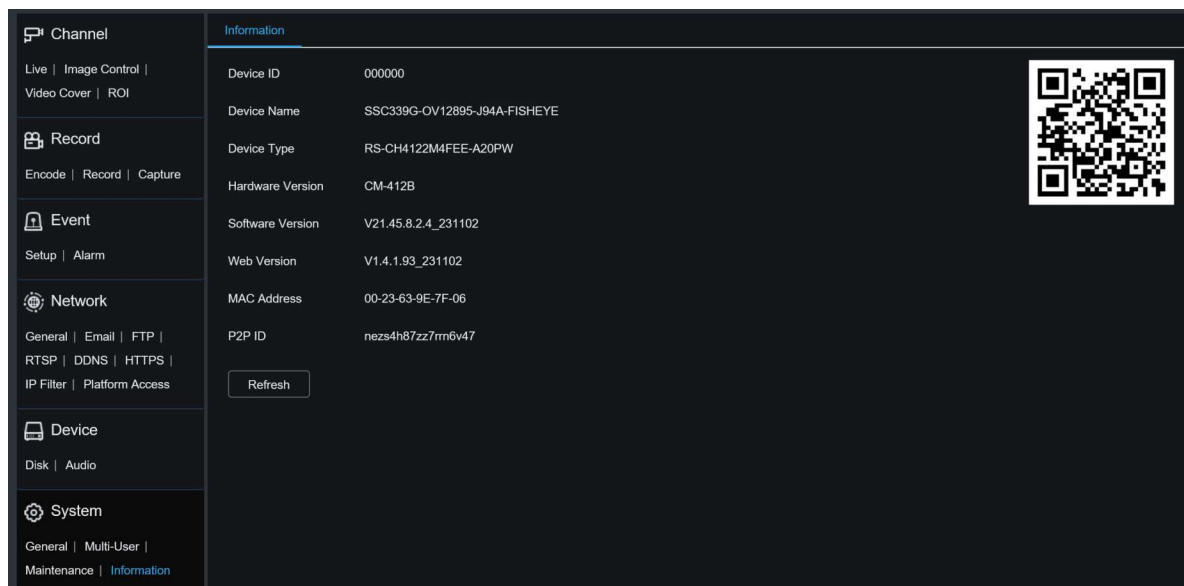 Channel
Live | Image Control |
Video Cover | ROI
Record
Encode | Record | Capture
Event
Setup | Alarm
Network
General | Email | FTP |
RTSP | DDNS | HTTPS |
IP Filter | Platform Access
Device
Disk | Audio
System
General | Multi-User |
Maintenance | Information
Information
Device ID 000000
Device Name SSC339G-OV12895-J94A-FISHEYE
Device Type RS-CH4122M4FEE-A20PW
Hardware Version CM-412B
Software Version V21.45.8.2.4_231102
Web Version V1.4.1.93_231102
MAC Address 00-23-63-9E-7F-06
P2P ID nezs4h87zz7rrn6v47
Refresh